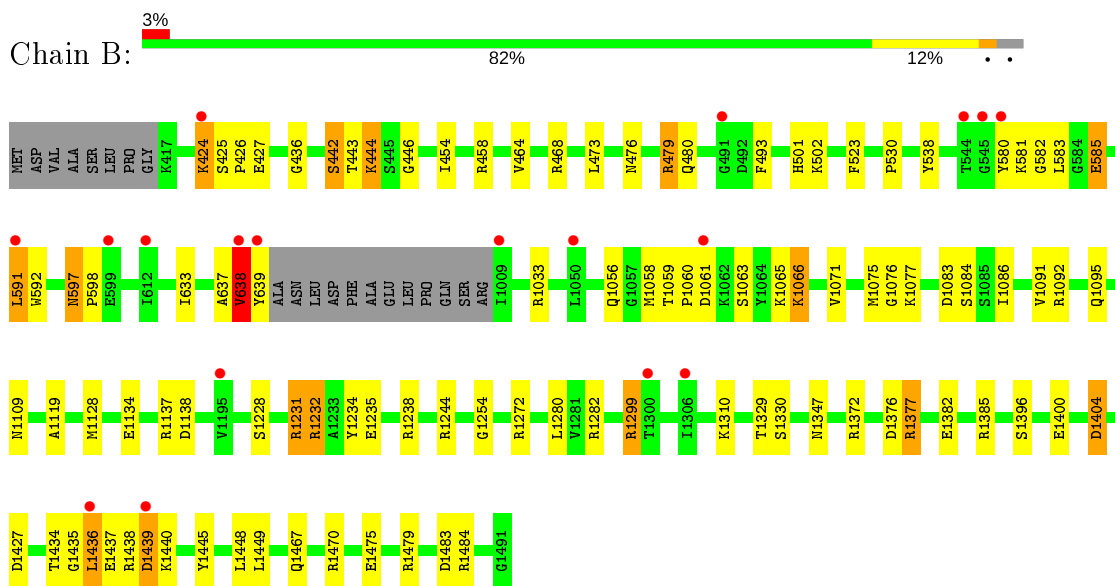 3%
Chain B:
82%
12%
MET ASP VAL ALA SER LEU PRO GLY K417 K424 S425 P426 E427 G436 S442 T443 K444 S445 G446 I454 R458 V464 R468 L473 N476 R479 Q480 G491 D492 F493 H501 K502 F523 P530 Y538 T544 G545 Y580 K581 G582 L583 G584 E585
L591 W592 N597 P598 E599 I612 I633 A637 V638 Y639 ALA ASN LEU ASP PHE ALA GLU LEU PRO GLN SER ARG I1009 R1033 L1050 Q1056 G1057 M1058 T1059 P1060 D1061 K1062 S1063 Y1064 K1065 K1066 V1071 M1075 G1076 K1077 D1083 S1084 S1085 I1086 V1091 R1092 Q1095
N1109 A1119 M1128 E1134 R1137 D1138 V1195 S1228 R1231 R1232 A1233 Y1234 E1235 R1238 R1244 G1254 R1272 L1280 V1281 R1282 R1299 T1300 I1306 K1310 T1329 S1330 N1347 R1372 D1376 R1377 E1382 R1385 S1396 E1400 D1404
D1427 T1434 G1435 L1436 E1437 R1438 D1439 K1440 Y1445 L1448 L1449 Q1467 R1470 E1475 R1479 D1483 R1484 G1491